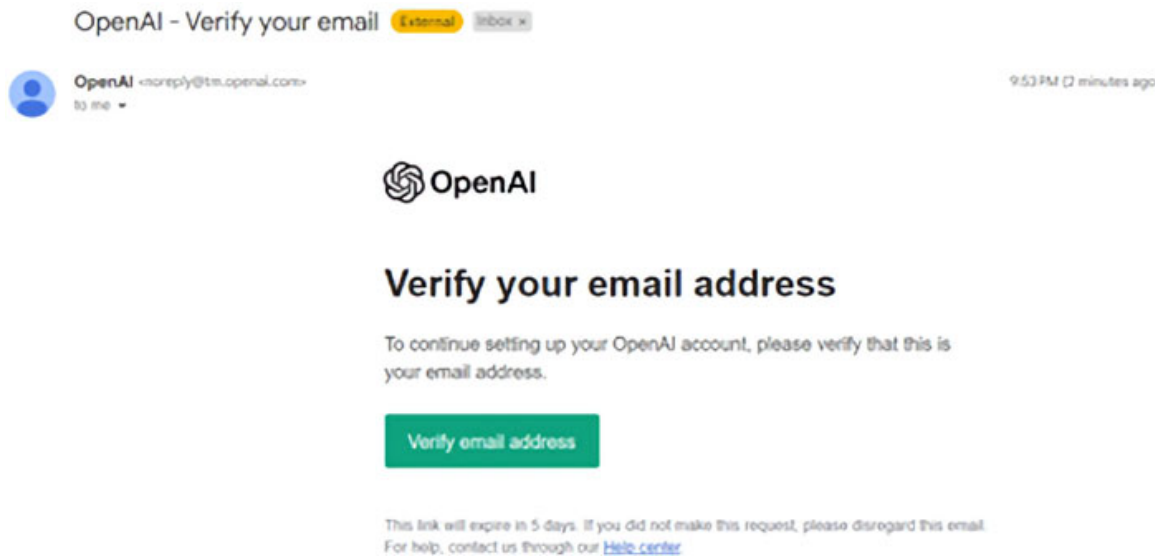 OpenAI - Verify your email External Inbox x
OpenAI <noreply@tm.openai.com> 9:53 PM (2 minutes ago
to me
OpenAI
Verify your email address
To continue setting up your OpenAI account, please verify that this is
your email address.
Verify email address
This link will expire in 5 days. If you did not make this request, please disregard this email.
For help, contact us through our Help center